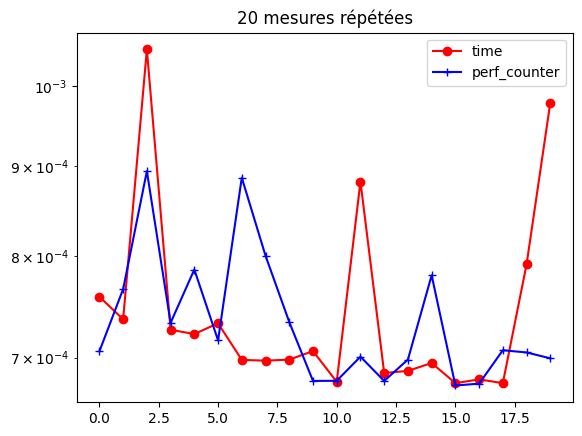 20 mesures répétées
time
perf_counter
10⁻³
9 × 10⁻⁴
8 × 10⁻⁴
7 × 10⁻⁴
0.0 2.5 5.0 7.5 10.0 12.5 15.0 17.5